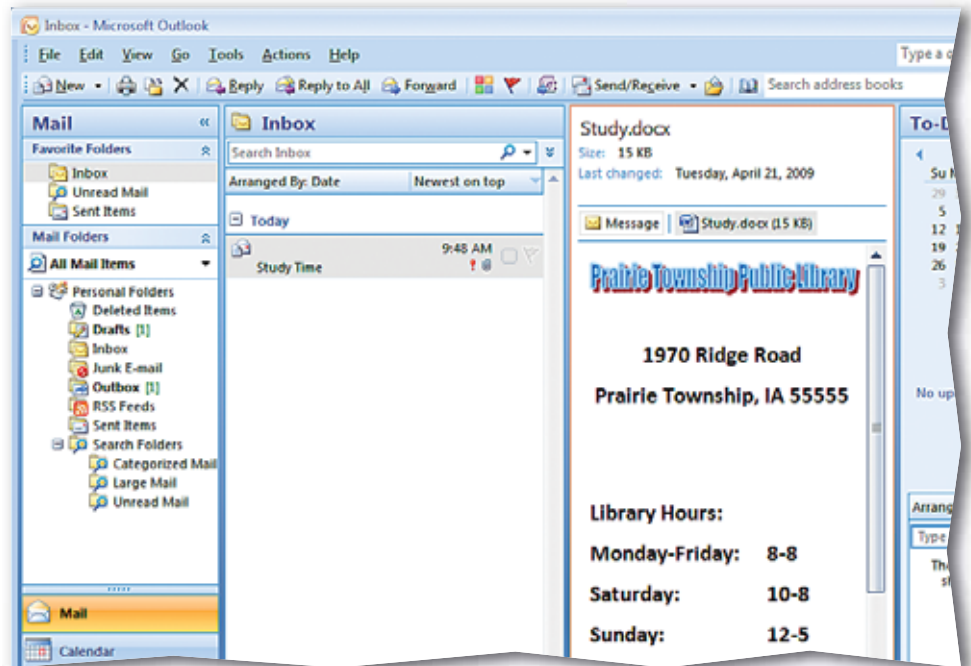 Inbox - Microsoft Outlook
File Edit View Go Tools Actions Help
Type a
New Reply Reply to All Forward Send/Receive Search address books
Mail
Favorite Folders
Inbox
Unread Mail
Sent Items
Mail Folders
All Mail Items
Personal Folders
Deleted Items
Drafts [1]
Inbox
Junk E-mail
Outbox [1]
RSS Feeds
Sent Items
Search Folders
Categorized Mail
Large Mail
Unread Mail
Mail
Calendar
Inbox
Search Inbox
Arranged By: Date Newest on top
Today
9:48 AM
Study Time
Study.docx
Size: 15 KB
Last changed: Tuesday, April 21, 2009
Message Study.docx (15 KB)
Prairie Township Public Library
1970 Ridge Road
Prairie Township, IA 55555
Library Hours:
Monday-Friday: 8-8
Saturday: 10-8
Sunday: 12-5
To-D
Su
29
5
12
19
26
3
No up
Arrang
Type